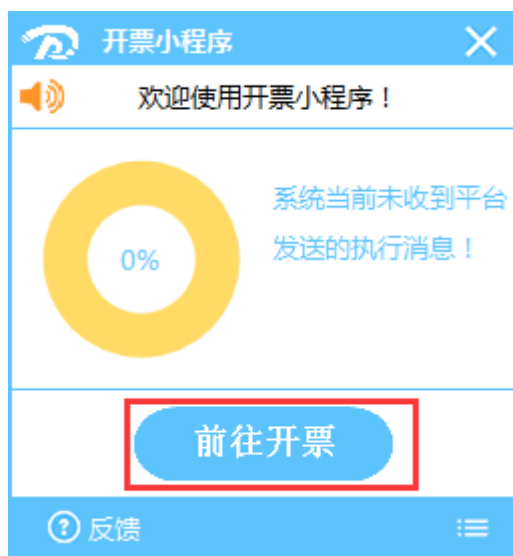 开票小程序
欢迎使用开票小程序！
系统当前未收到平台
发送的执行消息！
0%
前往开票
反馈